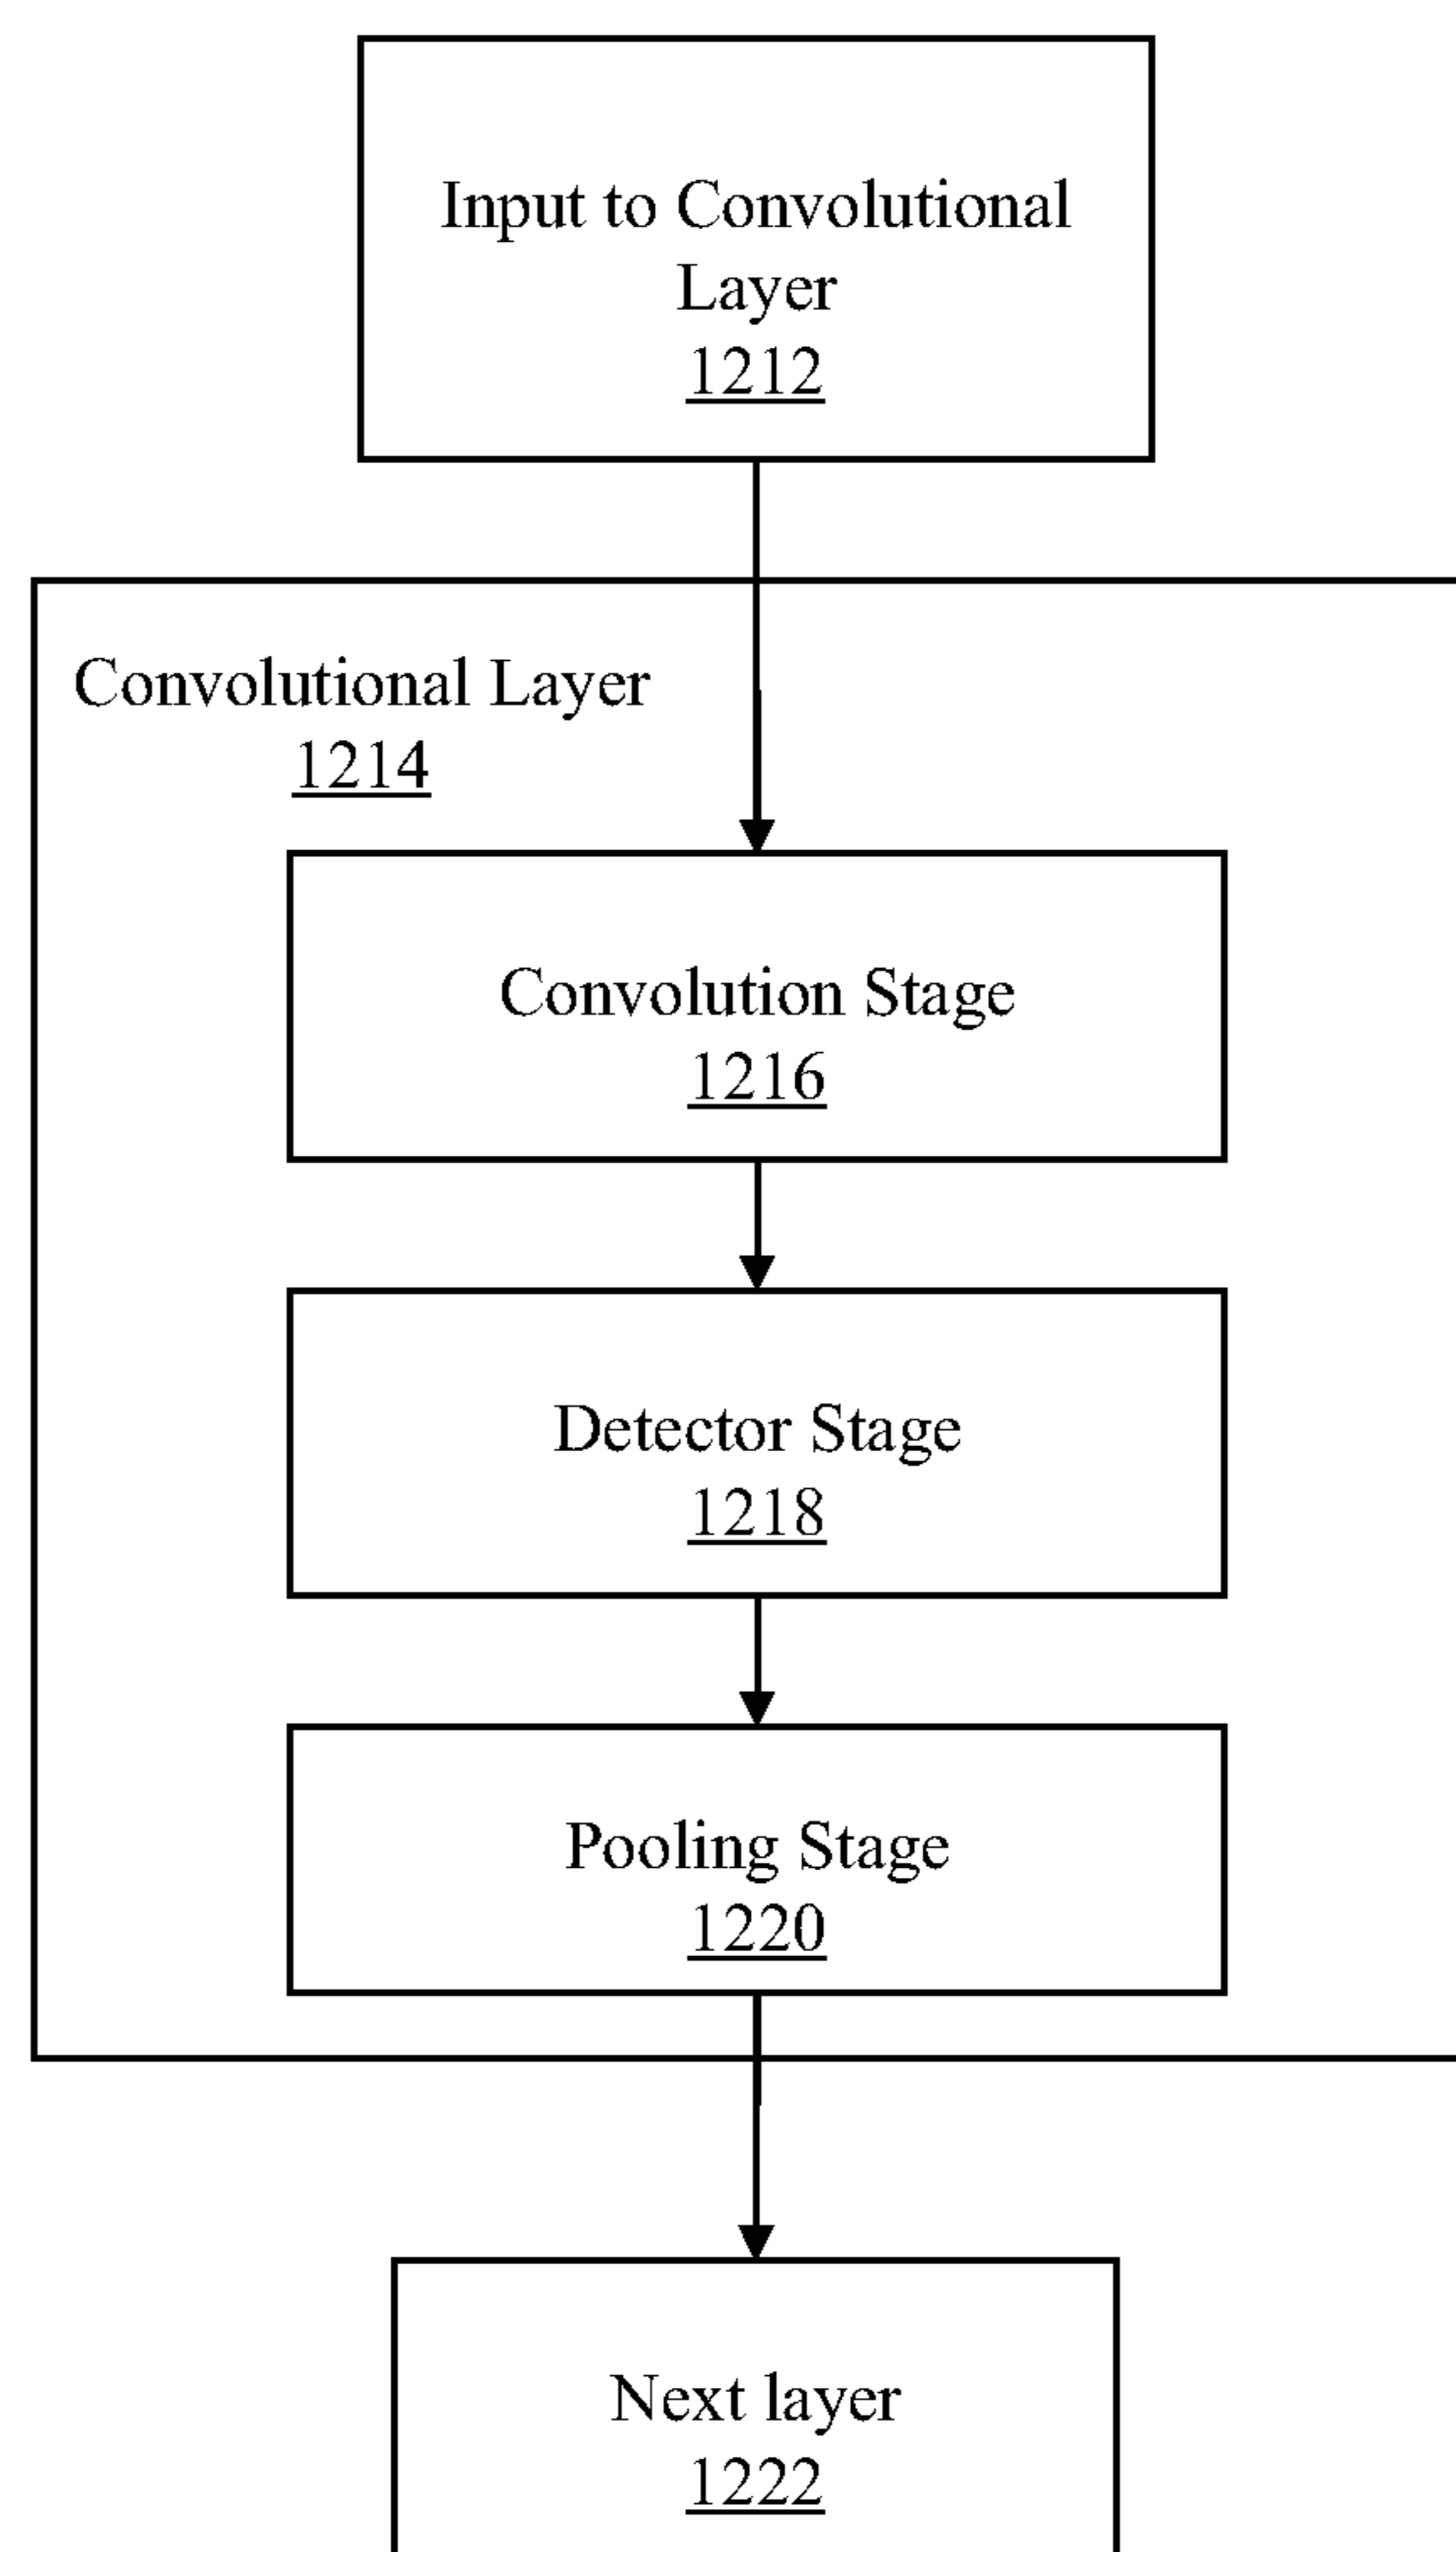 Input to Convolutional
Layer
1212
Convolutional Layer
1214
Convolution Stage
1216
Detector Stage
1218
Pooling Stage
1220
Next layer
1222